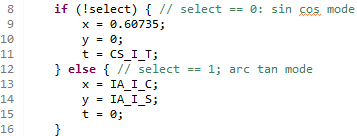 8 if (!select) { // select == 0: sin cos mode
9 x = 0.60735;
10 y = 0;
11 t = CS_I_T;
12 } else { // select == 1; arc tan mode
13 x = IA_I_C;
14 y = IA_I_S;
15 t = 0;
16 }